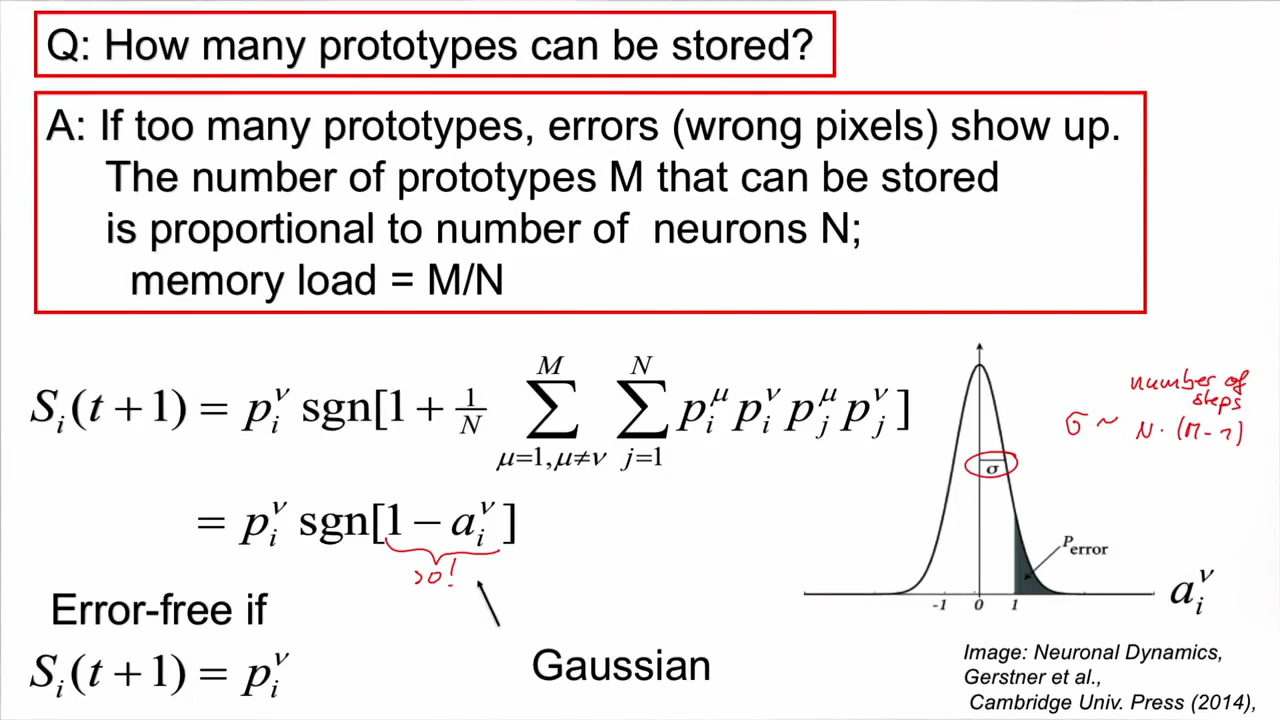 Q: How many prototypes can be stored?
A: If too many prototypes, errors (wrong pixels) show up.
The number of prototypes M that can be stored
is proportional to number of neurons N;
memory load = M/N
S_i(t + 1) = p_i^ν sgn[1 + 1/N ∑_{μ=1,μ≠ν}^{M} ∑_{j=1}^{N} p_i^μ p_i^ν p_j^μ p_j^ν]
= p_i^ν sgn[1 − a_i^ν]
>0!
Error-free if
S_i(t + 1) = p_i^ν
Gaussian
number of
steps
σ ~ N·(M-1)
σ
P_error
-1 0 1
a_i^ν
Image: Neuronal Dynamics,
Gerstner et al.,
Cambridge Univ. Press (2014),